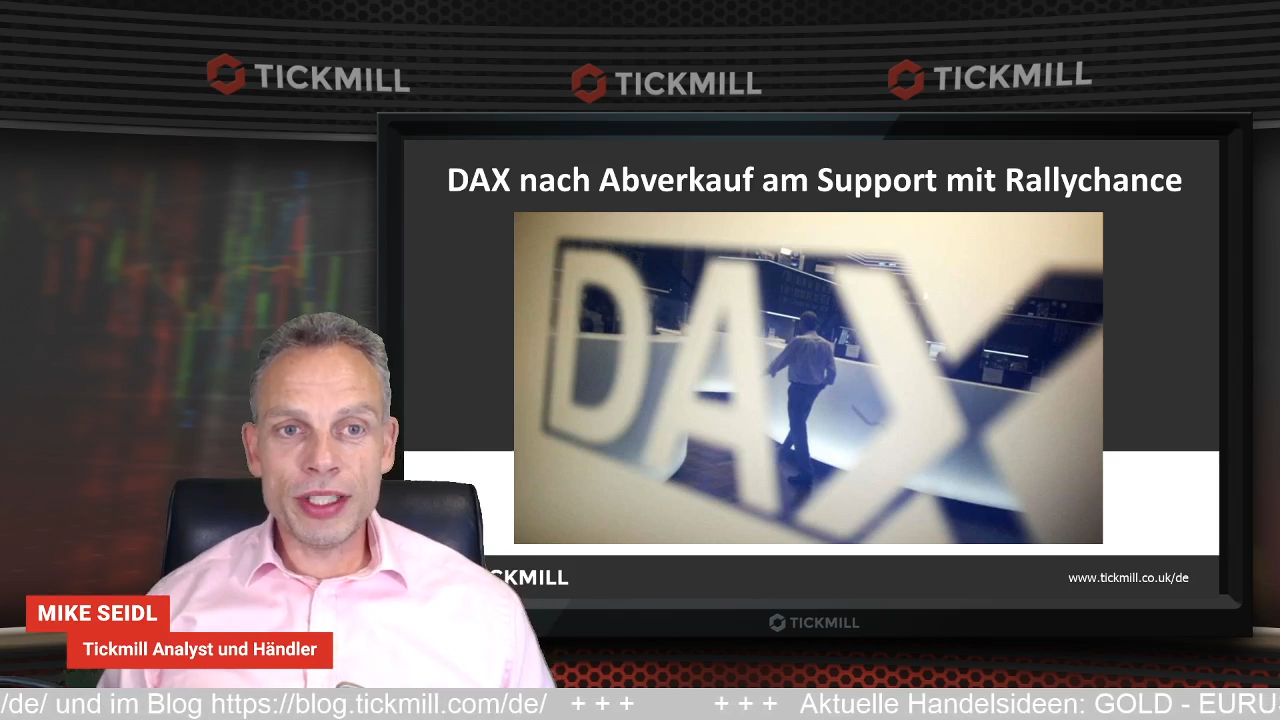 TICKMILL
TICKMILL
TICKMILL
DAX nach Abverkauf am Support mit Rallychance
DAX
CKMILL
www.tickmill.co.uk/de
TICKMILL
MIKE SEIDL
Tickmill Analyst und Händler
/de/ und im Blog https://blog.tickmill.com/de/ +++ +++ Aktuelle Handelsideen: GOLD - EURU